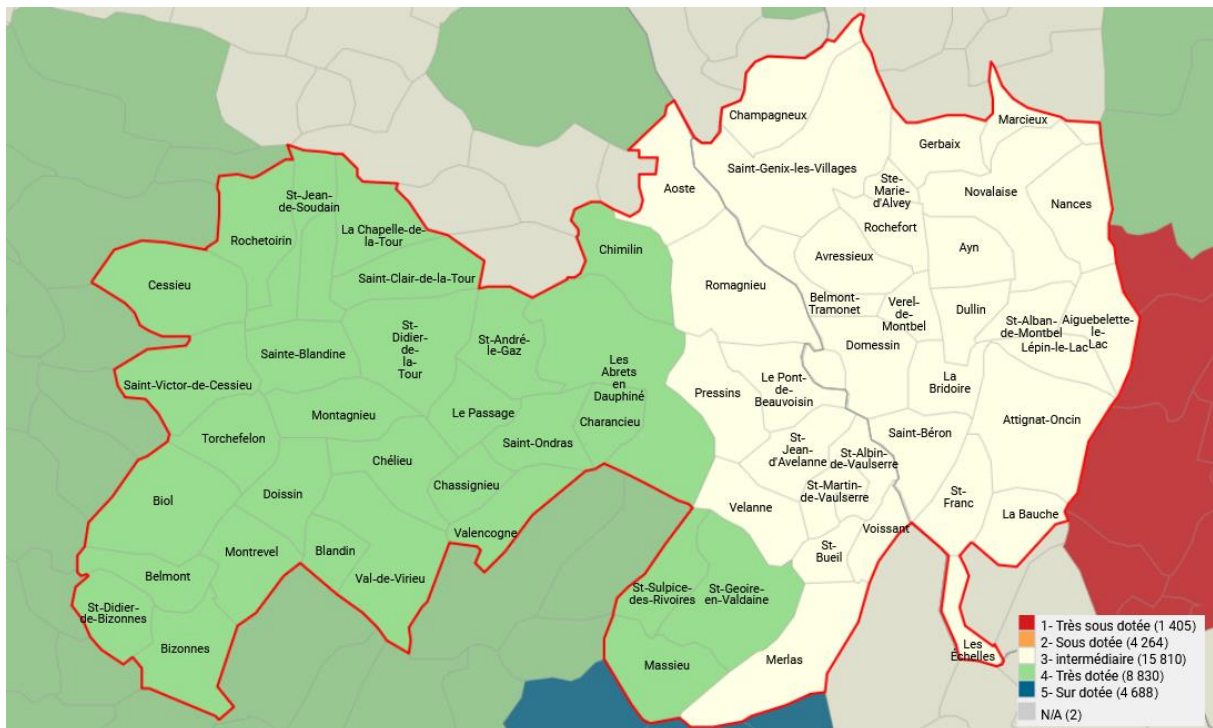 Champagneux
Marcieux
Gerbaix
Saint-Genix-les-Villages
Ste-
Marie-
d'Alvey
Aoste
Novalaise
Nances
St-Jean-
de-Soudain
Rochefort
La Chapelle-de-
la-Tour
Rochetoirin
Chimilin
Ayn
Avressieux
Saint-Clair-de-la-Tour
Cessieu
Romagnieu
Belmont-
Tramonet
Verel-
de-
Montbel
Dullin
St-Alban-
de-Montbel
Aiguebelette-
le-
Lac
Lépin-le-Lac
St-
Didier-
de-
la-
Tour
St-André-
le-Gaz
Domessin
Sainte-Blandine
Les
Abrets
en
Dauphiné
La
Bridoire
Saint-Victor-de-Cessieu
Pressins
Le Pont-
de-
Beauvoisin
Montagnieu
Le Passage
Charancieu
Attignat-Oncin
Torchefelon
Saint-Ondras
Saint-Béron
St-
Jean-
d'Avelanne
St-Albin-
de-Vaulserre
Chélieu
Chassignieu
St-Martin-
de-Vaulserre
Doissin
Biol
St-
Franc
Velanne
La Bauche
Valencogne
Voissant
Montrevel
Blandin
St-
Bueil
Belmont
Val-de-Virieu
St-Sulpice-
des-Rivoires
St-Geoire-
en-Valdaine
St-Didier-
de-Bizonnes
Bizonnes
Les
Échelles
Massieu
Merlas
1- Très sous dotée (1 405)
2- Sous dotée (4 264)
3- intermédiaire (15 810)
4- Très dotée (8 830)
5- Sur dotée (4 688)
N/A (2)